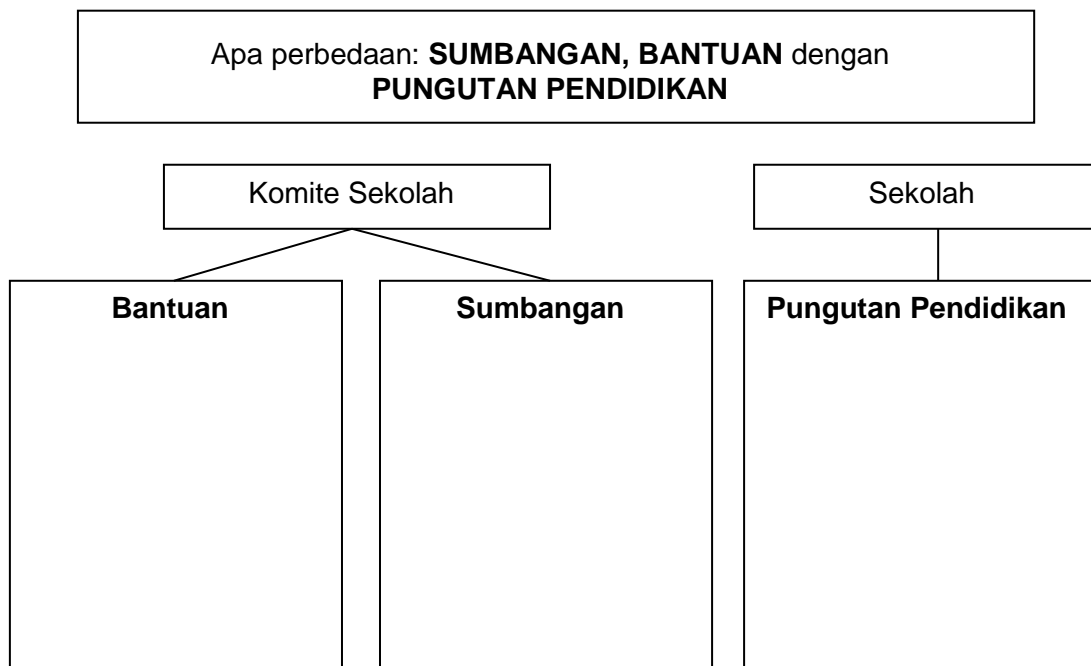 Apa perbedaan: SUMBANGAN, BANTUAN dengan
PUNGUTAN PENDIDIKAN
Komite Sekolah
Sekolah
Bantuan
Sumbangan
Pungutan Pendidikan